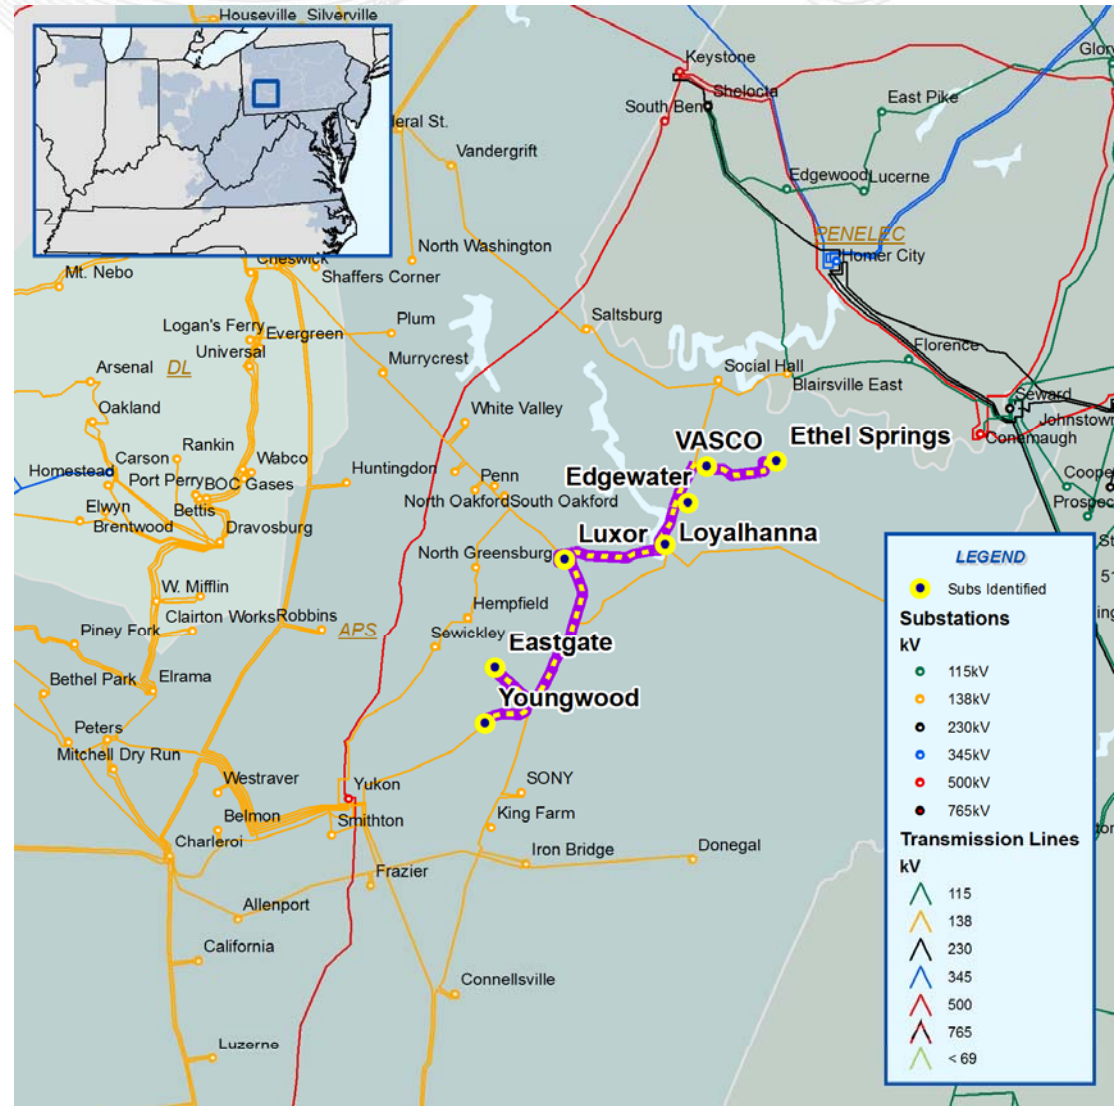 Houseville Silverville
Keystone
Shelocta
East Pike
South Bend
eral St.
Vandergrift
Edgewood
Lucerne
PENELEC
Homer City
North Washington
Cheswick
Shaffers Corner
Mt. Nebo
Saltsburg
Logan's Ferry
Evergreen
Plum
Universal
Murrycrest
Florence
Arsenal
DL
Social Hall
Blairsville East
Seward
Oakland
White Valley
Johnstown
Conemaugh
Rankin
VASCO
Ethel Springs
Homestead
Carson
Wabco
Huntingdon
Penn
Edgewater
Port Perry
BOC Gases
Elwyn
Bettis
North Oakford
South Oakford
Brentwood
Dravosburg
Luxor
Loyalhanna
North Greensburg
W. Mifflin
Clairton Works
Robbins
Hempfield
Piney Fork
APS
Sewickley
Eastgate
Bethel Park
Elrama
Youngwood
Peters
Mitchell Dry Run
Westraver
Yukon
SONY
Belmon
Smithton
King Farm
Charleroi
Iron Bridge
Donegal
Frazier
Allenport
California
Connellsville
Luzerne
LEGEND
Subs Identified
Substations
kV
115kV
138kV
230kV
345kV
500kV
765kV
Transmission Lines
kV
115
138
230
345
500
765
< 69